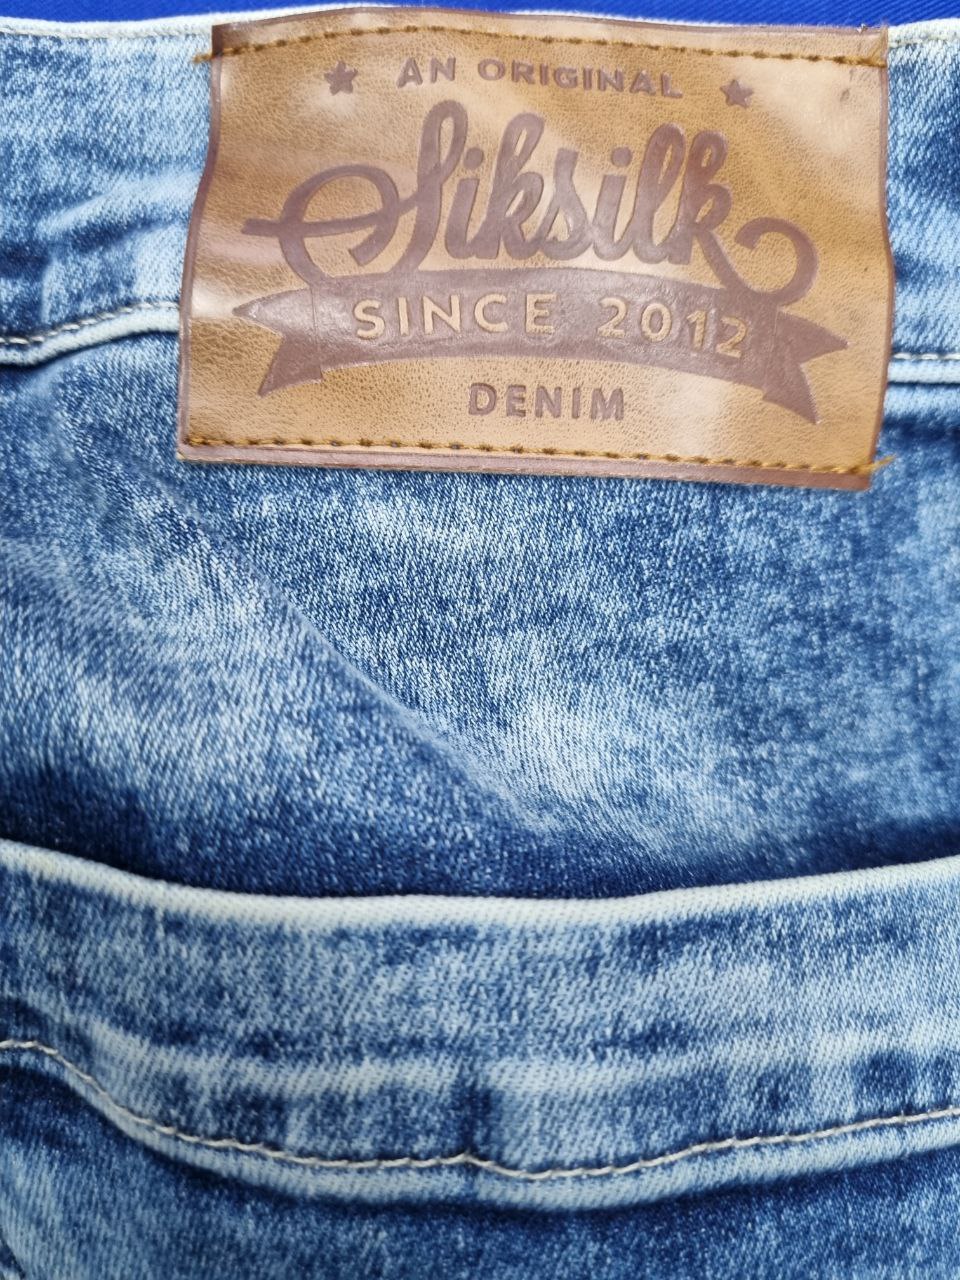 AN ORIGINAL
Siksilk
SINCE 2012
DENIM